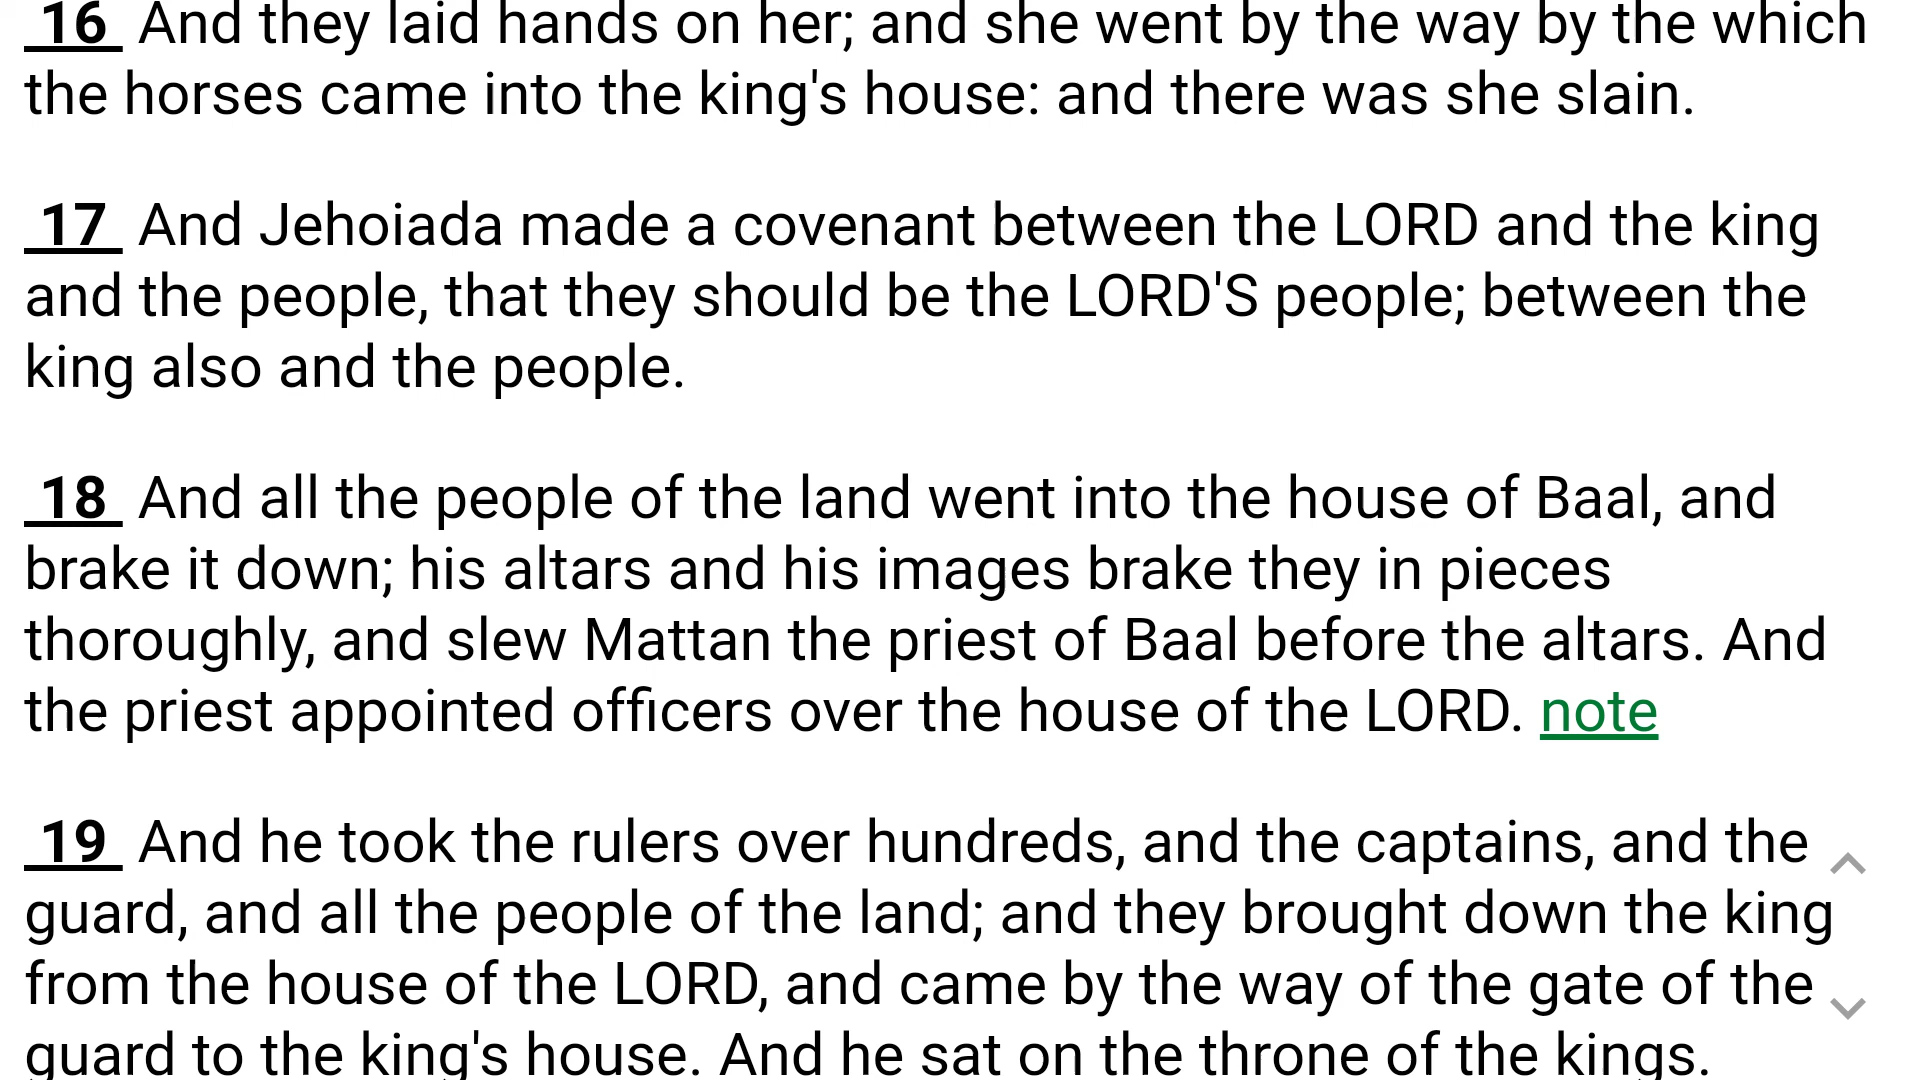 16 And they laid hands on her; and she went by the way by the which
the horses came into the king's house: and there was she slain.
17 And Jehoiada made a covenant between the LORD and the king
and the people, that they should be the LORD'S people; between the
king also and the people.
18 And all the people of the land went into the house of Baal, and
brake it down; his altars and his images brake they in pieces
thoroughly, and slew Mattan the priest of Baal before the altars. And
the priest appointed officers over the house of the LORD. note
19 And he took the rulers over hundreds, and the captains, and the
guard, and all the people of the land; and they brought down the king
from the house of the LORD, and came by the way of the gate of the
guard to the king's house. And he sat on the throne of the kings.